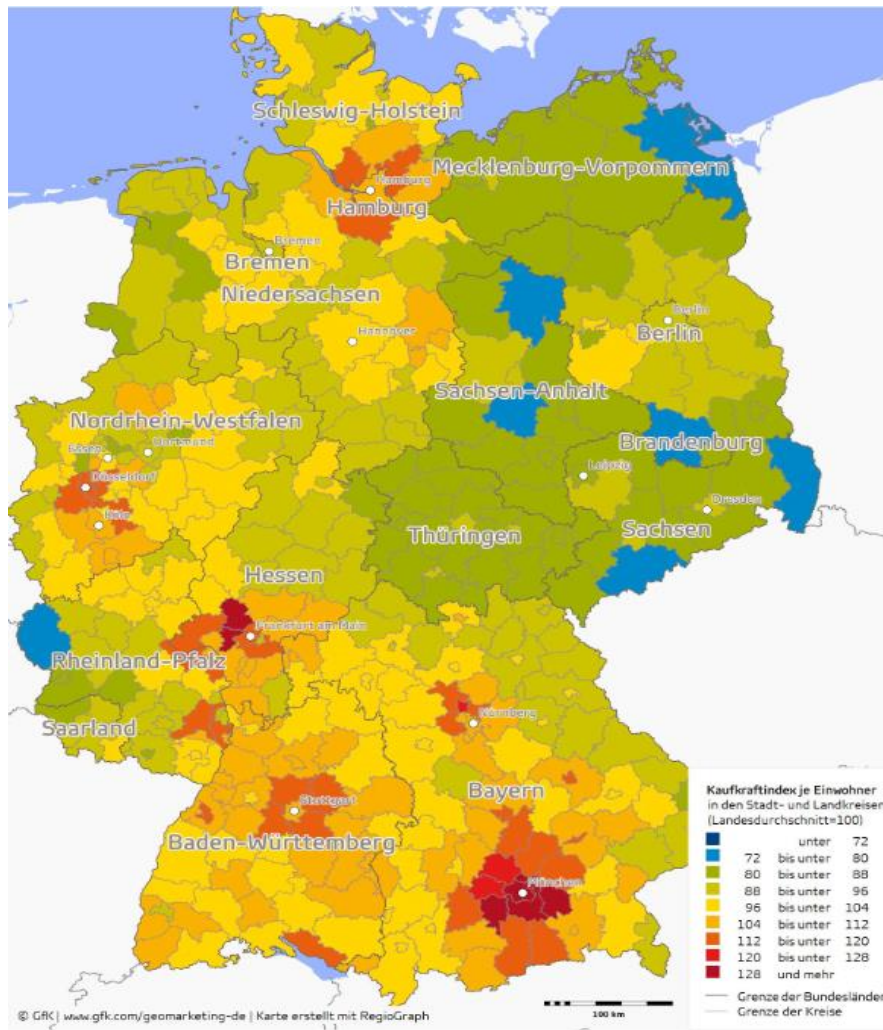 Schleswig-Holstein
Mecklenburg-Vorpommern
Hamburg
Hamburg
Bremen
Bremen
Niedersachsen
Hannover
Berlin
Berlin
Sachsen-Anhalt
Nordrhein-Westfalen
Essen
Dortmund
Düsseldorf
Köln
Brandenburg
Leipzig
Dresden
Sachsen
Thüringen
Hessen
Frankfurt am Main
Rheinland-Pfalz
Saarland
Nürnberg
Stuttgart
Bayern
Baden-Württemberg
München
Kaufkraftindex je Einwohner
in den Stadt- und Landkreisen
(Landesdurchschnitt=100)
unter 72
72 bis unter 80
80 bis unter 88
88 bis unter 96
96 bis unter 104
104 bis unter 112
112 bis unter 120
120 bis unter 128
128 und mehr
Grenze der Bundesländer
Grenze der Kreise
100 km
© GfK | www.gfk.com/geomarketing-de | Karte erstellt mit RegioGraph